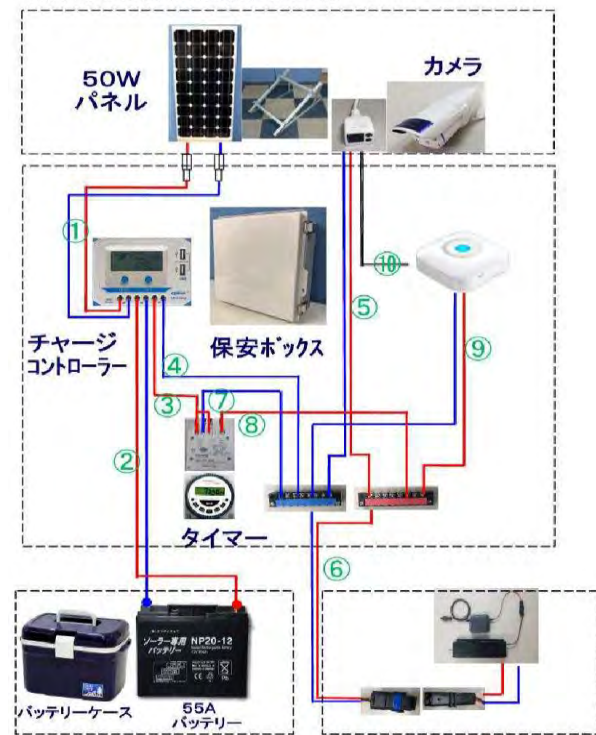 50W
パネル
カメラ
①
⑩
⑤
⑨
チャージ
コントローラー
保安ボックス
④
③
⑦
⑧
②
タイマー
⑥
ソーラー専用
バッテリー
NP20-12
バッテリーケース
55A
バッテリー